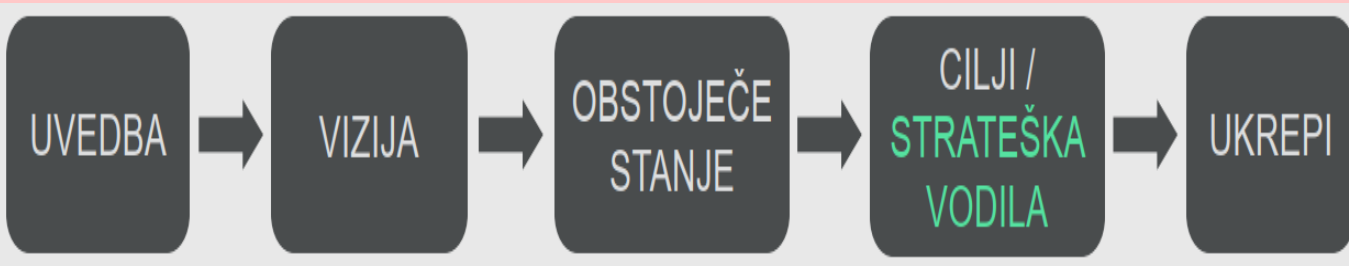 UVEDBA
VIZIJA
OBSTOJEČE
STANJE
CILJI /
STRATEŠKA
VODILA
UKREPI